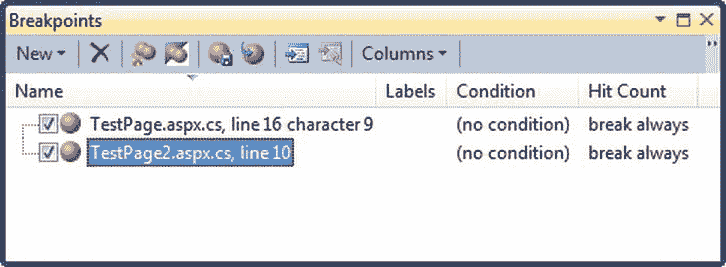 Breakpoints
New Columns
Name Labels Condition Hit Count
TestPage.aspx.cs, line 16 character 9 (no condition) break always
TestPage2.aspx.cs, line 10 (no condition) break always